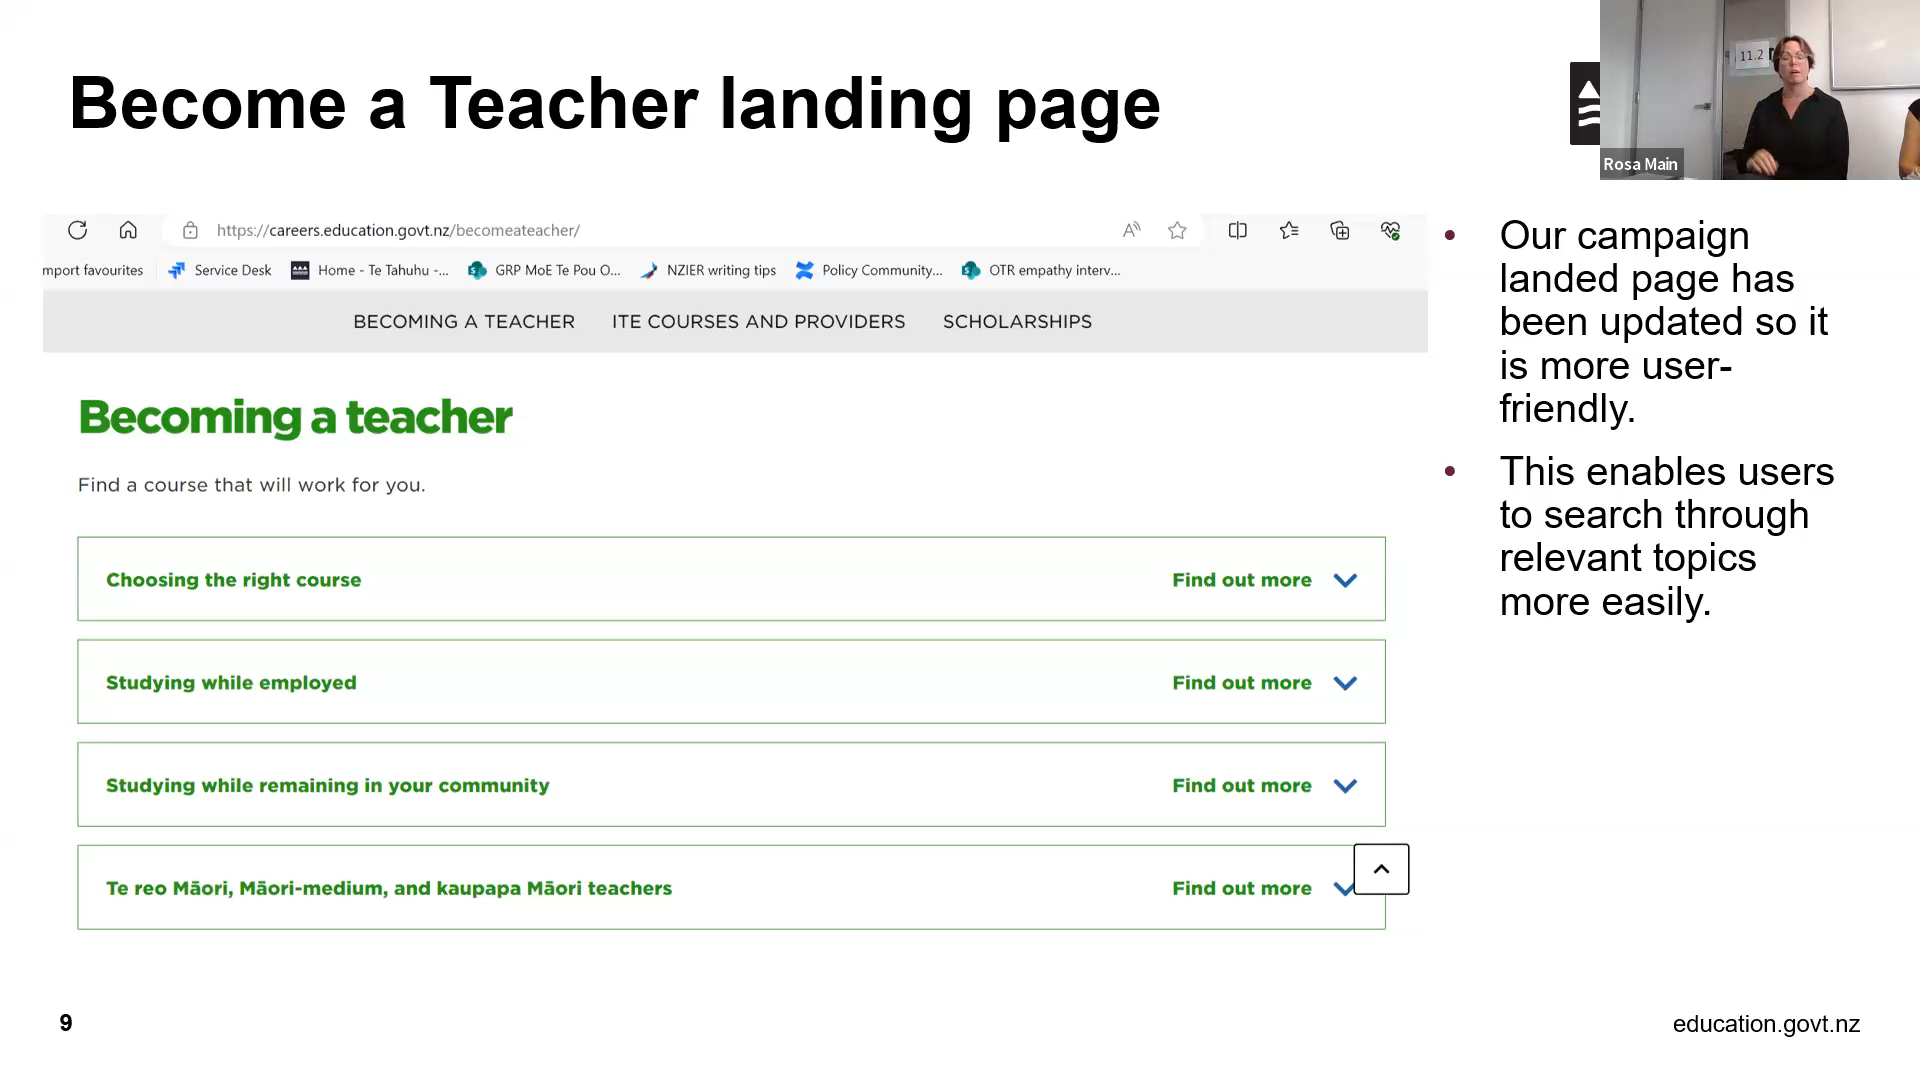 Become a Teacher landing page
11.2
Rosa Main
https://careers.education.govt.nz/becomeateacher/
mport favourites
Service Desk
Home - Te Tahuhu -...
GRP MoE Te Pou O...
NZIER writing tips
Policy Community...
OTR empathy interv...
BECOMING A TEACHER
ITE COURSES AND PROVIDERS
SCHOLARSHIPS
Becoming a teacher
Find a course that will work for you.
Choosing the right course
Find out more
Studying while employed
Find out more
Studying while remaining in your community
Find out more
Te reo Māori, Māori-medium, and kaupapa Māori teachers
Find out more
• Our campaign
landed page has
been updated so it
is more user-
friendly.
• This enables users
to search through
relevant topics
more easily.
9
education.govt.nz